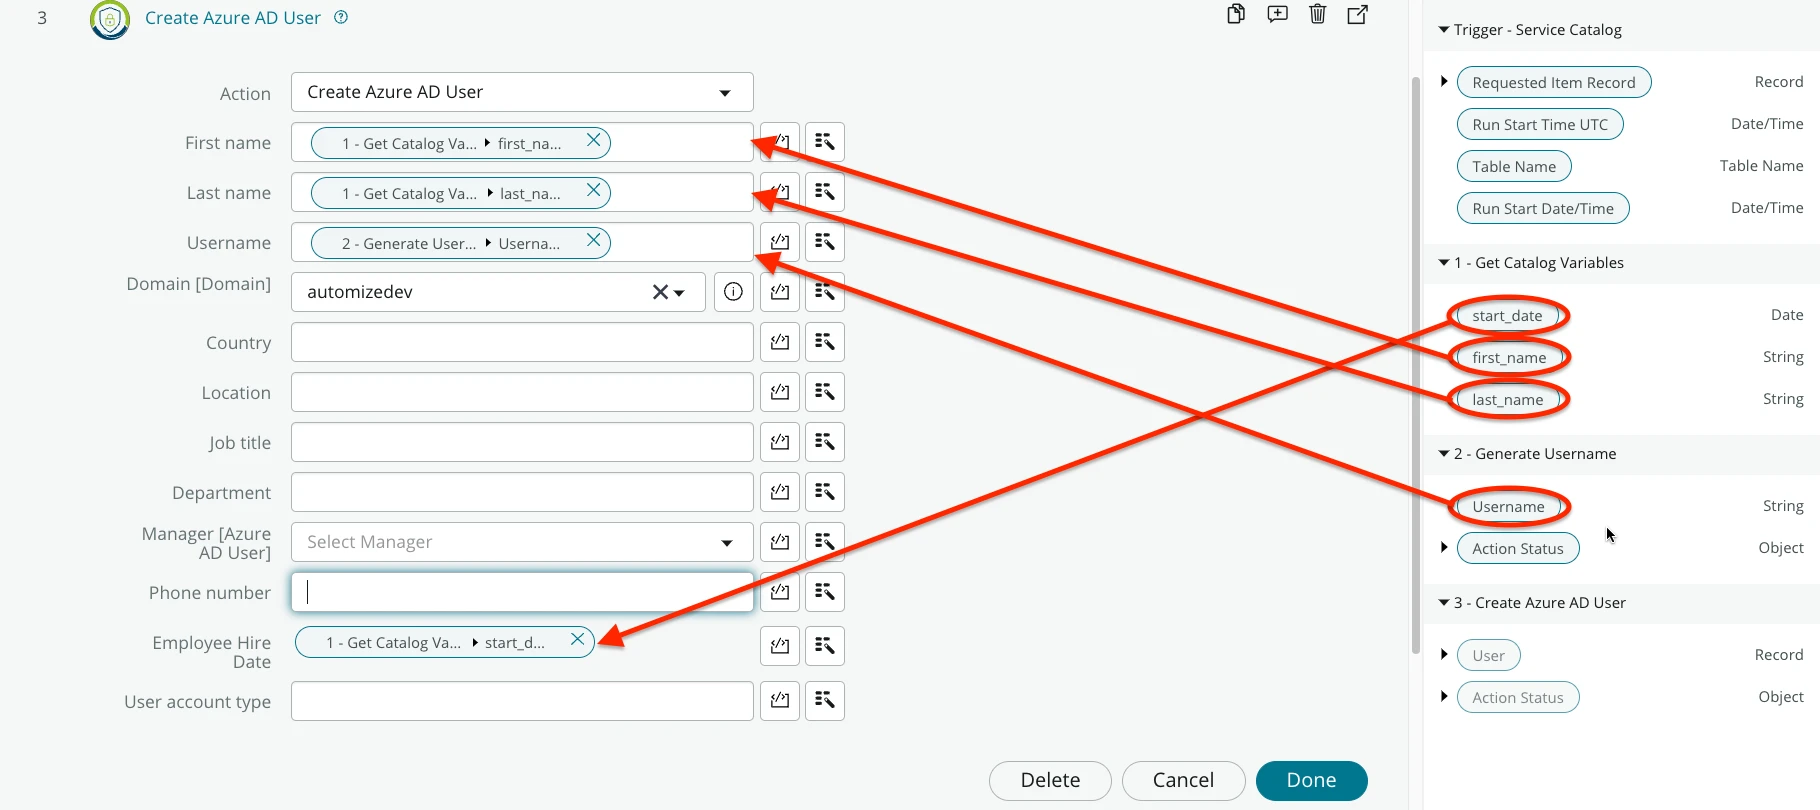 3
Create Azure AD User
Action
Create Azure AD User
First name
1 - Get Catalog Va... first_na...
Last name
1 - Get Catalog Va... last_na...
Username
2 - Generate User... Userna...
Domain [Domain]
automizedev
Country
Location
Job title
Department
Manager [Azure
AD User]
Select Manager
Phone number
Employee Hire
Date
1 - Get Catalog Va... start_d...
User account type
Delete
Cancel
Done
Trigger - Service Catalog
Requested Item Record Record
Run Start Time UTC Date/Time
Table Name Table Name
Run Start Date/Time Date/Time
1 - Get Catalog Variables
start_date Date
first_name String
last_name String
2 - Generate Username
Username String
Action Status Object
3 - Create Azure AD User
User Record
Action Status Object